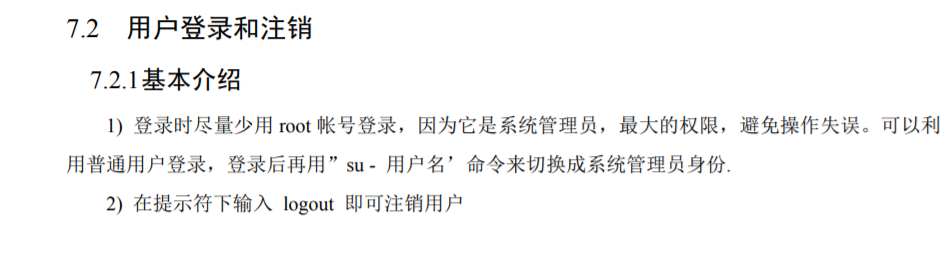 7.2 用户登录和注销
7.2.1基本介绍
1) 登录时尽量少用 root 帐号登录，因为它是系统管理员，最大的权限，避免操作失误。可以利
用普通用户登录，登录后再用”su - 用户名’命令来切换成系统管理员身份.
2) 在提示符下输入 logout 即可注销用户